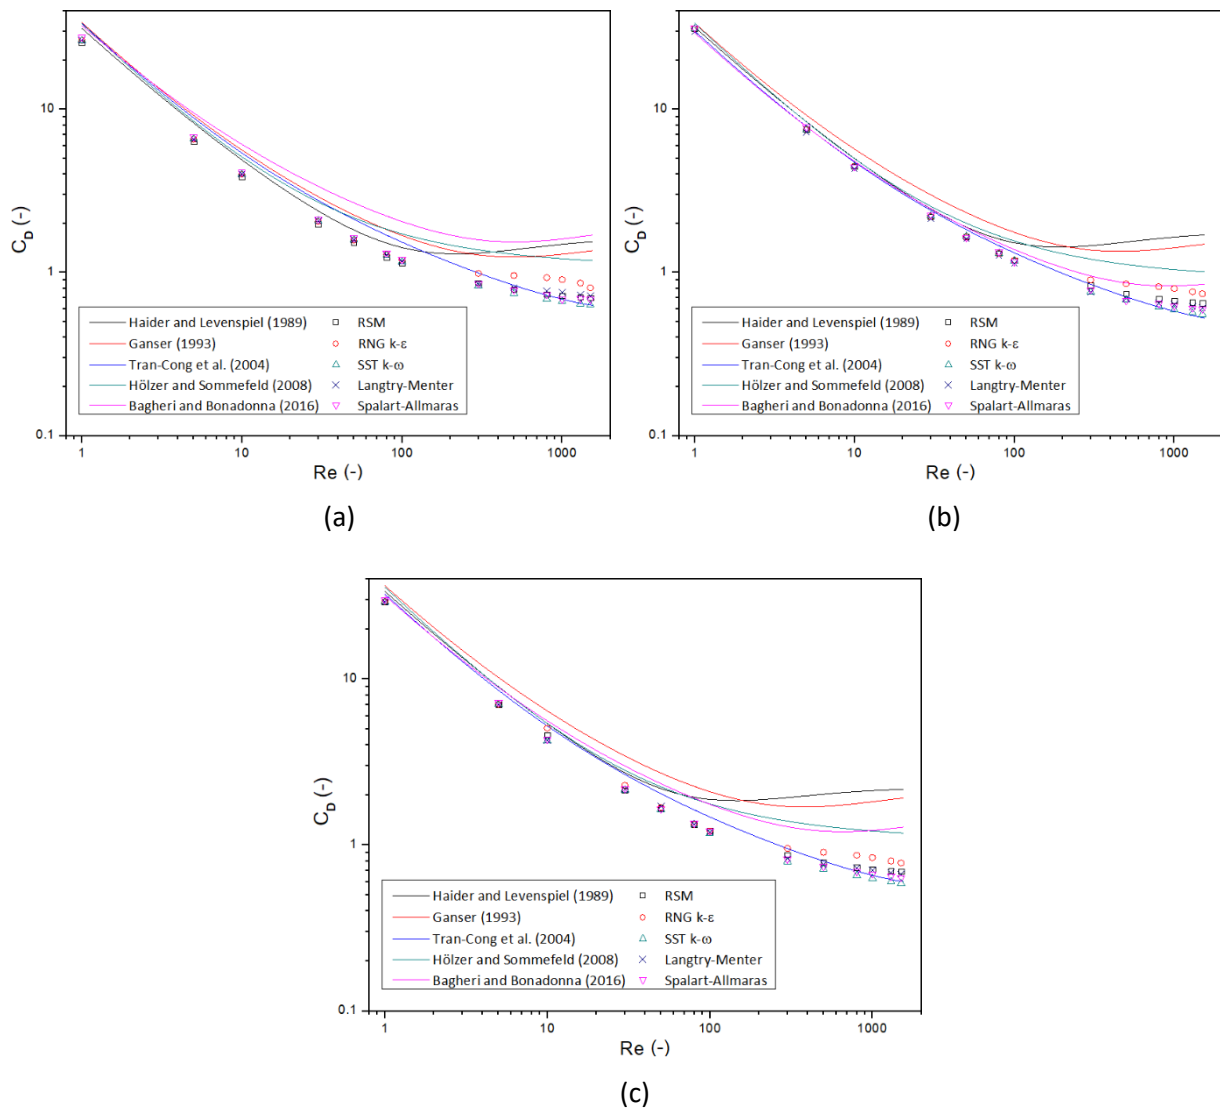 10
1
0.1
C_D (-)
Haider and Levenspiel (1989)
Ganser (1993)
Tran-Cong et al. (2004)
Hölzer and Sommefeld (2008)
Bagheri and Bonadonna (2016)
RSM
RNG k-ε
SST k-ω
Langtry-Menter
Spalart-Allmaras
1 10 100 1000
Re (-)
(a)
10
1
0.1
C_D (-)
Haider and Levenspiel (1989)
Ganser (1993)
Tran-Cong et al. (2004)
Hölzer and Sommefeld (2008)
Bagheri and Bonadonna (2016)
RSM
RNG k-ε
SST k-ω
Langtry-Menter
Spalart-Allmaras
1 10 100 1000
Re (-)
(b)
10
1
0.1
C_D (-)
Haider and Levenspiel (1989)
Ganser (1993)
Tran-Cong et al. (2004)
Hölzer and Sommefeld (2008)
Bagheri and Bonadonna (2016)
RSM
RNG k-ε
SST k-ω
Langtry-Menter
Spalart-Allmaras
1 10 100 1000
Re (-)
(c)